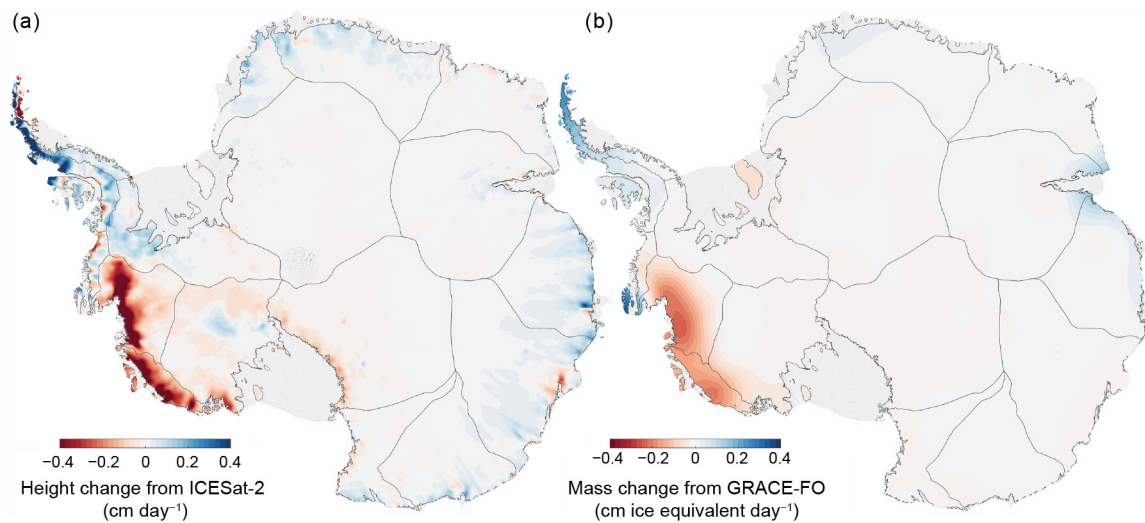 (a)
(b)
−0.4 −0.2 0 0.2 0.4
Height change from ICESat-2
(cm day⁻¹)
−0.4 −0.2 0 0.2 0.4
Mass change from GRACE-FO
(cm ice equivalent day⁻¹)